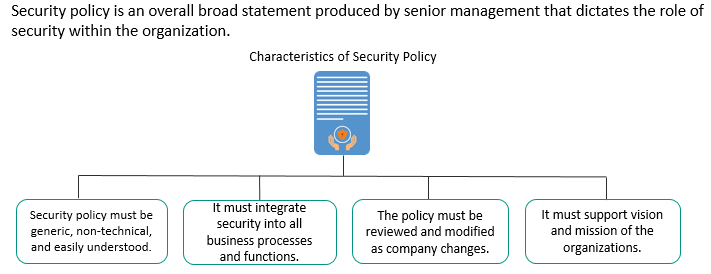 Security policy is an overall broad statement produced by senior management that dictates the role of
security within the organization.
Characteristics of Security Policy
Security policy must be
generic, non-technical,
and easily understood.
It must integrate
security into all
business processes
and functions.
The policy must be
reviewed and modified
as company changes.
It must support vision
and mission of the
organizations.